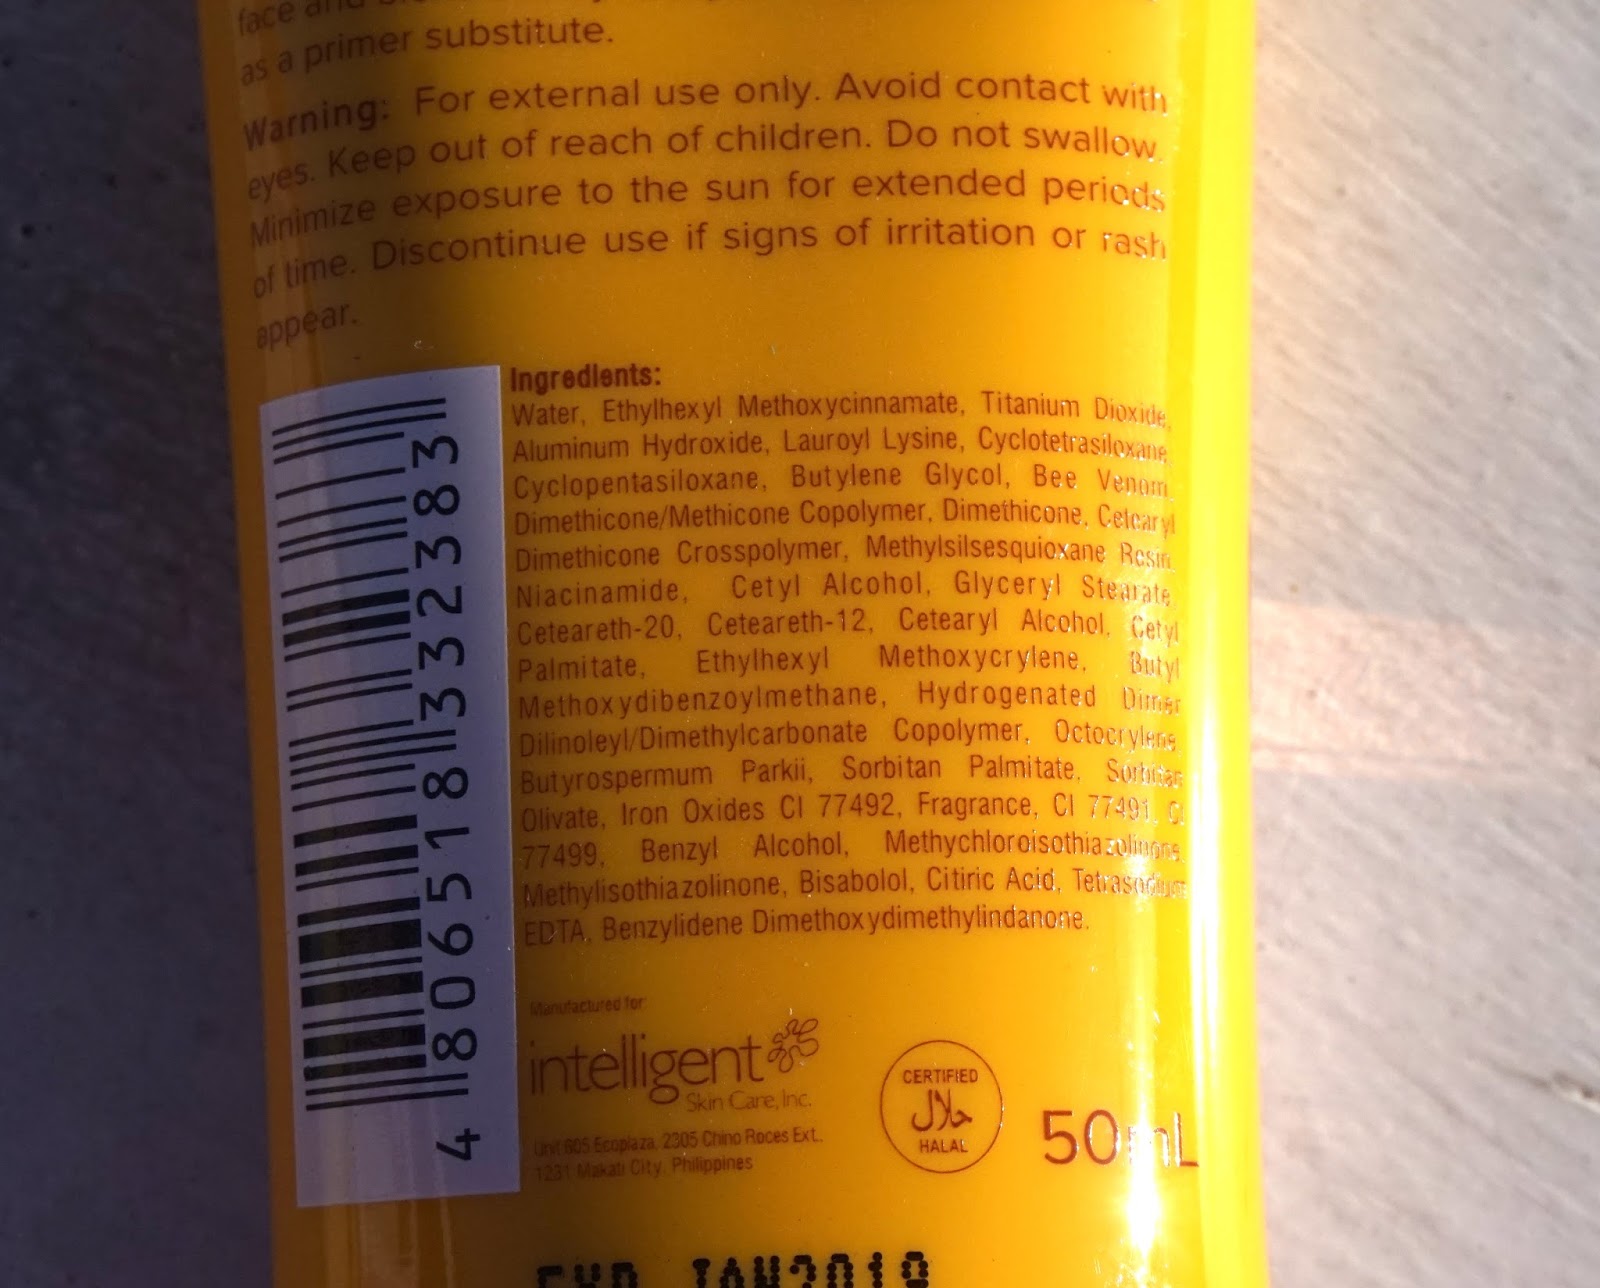 face and
as a primer substitute.
Warning: For external use only. Avoid contact with
eyes. Keep out of reach of children. Do not swallow.
Minimize exposure to the sun for extended periods
of time. Discontinue use if signs of irritation or rash
appear.
Ingredients:
Water, Ethylhexyl Methoxycinnamate, Titanium Dioxide,
Aluminum Hydroxide, Lauroyl Lysine, Cyclotetrasiloxane,
Cyclopentasiloxane, Butylene Glycol, Bee Venom,
Dimethicone/Methicone Copolymer, Dimethicone, Cetearyl
Dimethicone Crosspolymer, Methylsilsesquioxane Resin,
Niacinamide, Cetyl Alcohol, Glyceryl Stearate,
Ceteareth-20, Ceteareth-12, Cetearyl Alcohol, Cetyl
Palmitate, Ethylhexyl Methoxycrylene, Butyl
Methoxydibenzoylmethane, Hydrogenated Dimer
Dilinoleyl/Dimethylcarbonate Copolymer, Octocrylene,
Butyrospermum Parkii, Sorbitan Palmitate, Sorbitan
Olivate, Iron Oxides CI 77492, Fragrance, CI 77491, CI
77499, Benzyl Alcohol, Methychloroisothiazolinone,
Methylisothiazolinone, Bisabolol, Citiric Acid, Tetrasodium
EDTA, Benzylidene Dimethoxydimethylindanone.
4 806518 332383
Manufactured for:
intelligent
Skin Care, Inc.
Unit 605 Ecoplaza, 2305 Chino Roces Ext.,
1231 Makati City, Philippines
CERTIFIED
حلال
HALAL
50mL
EXP JAN2019